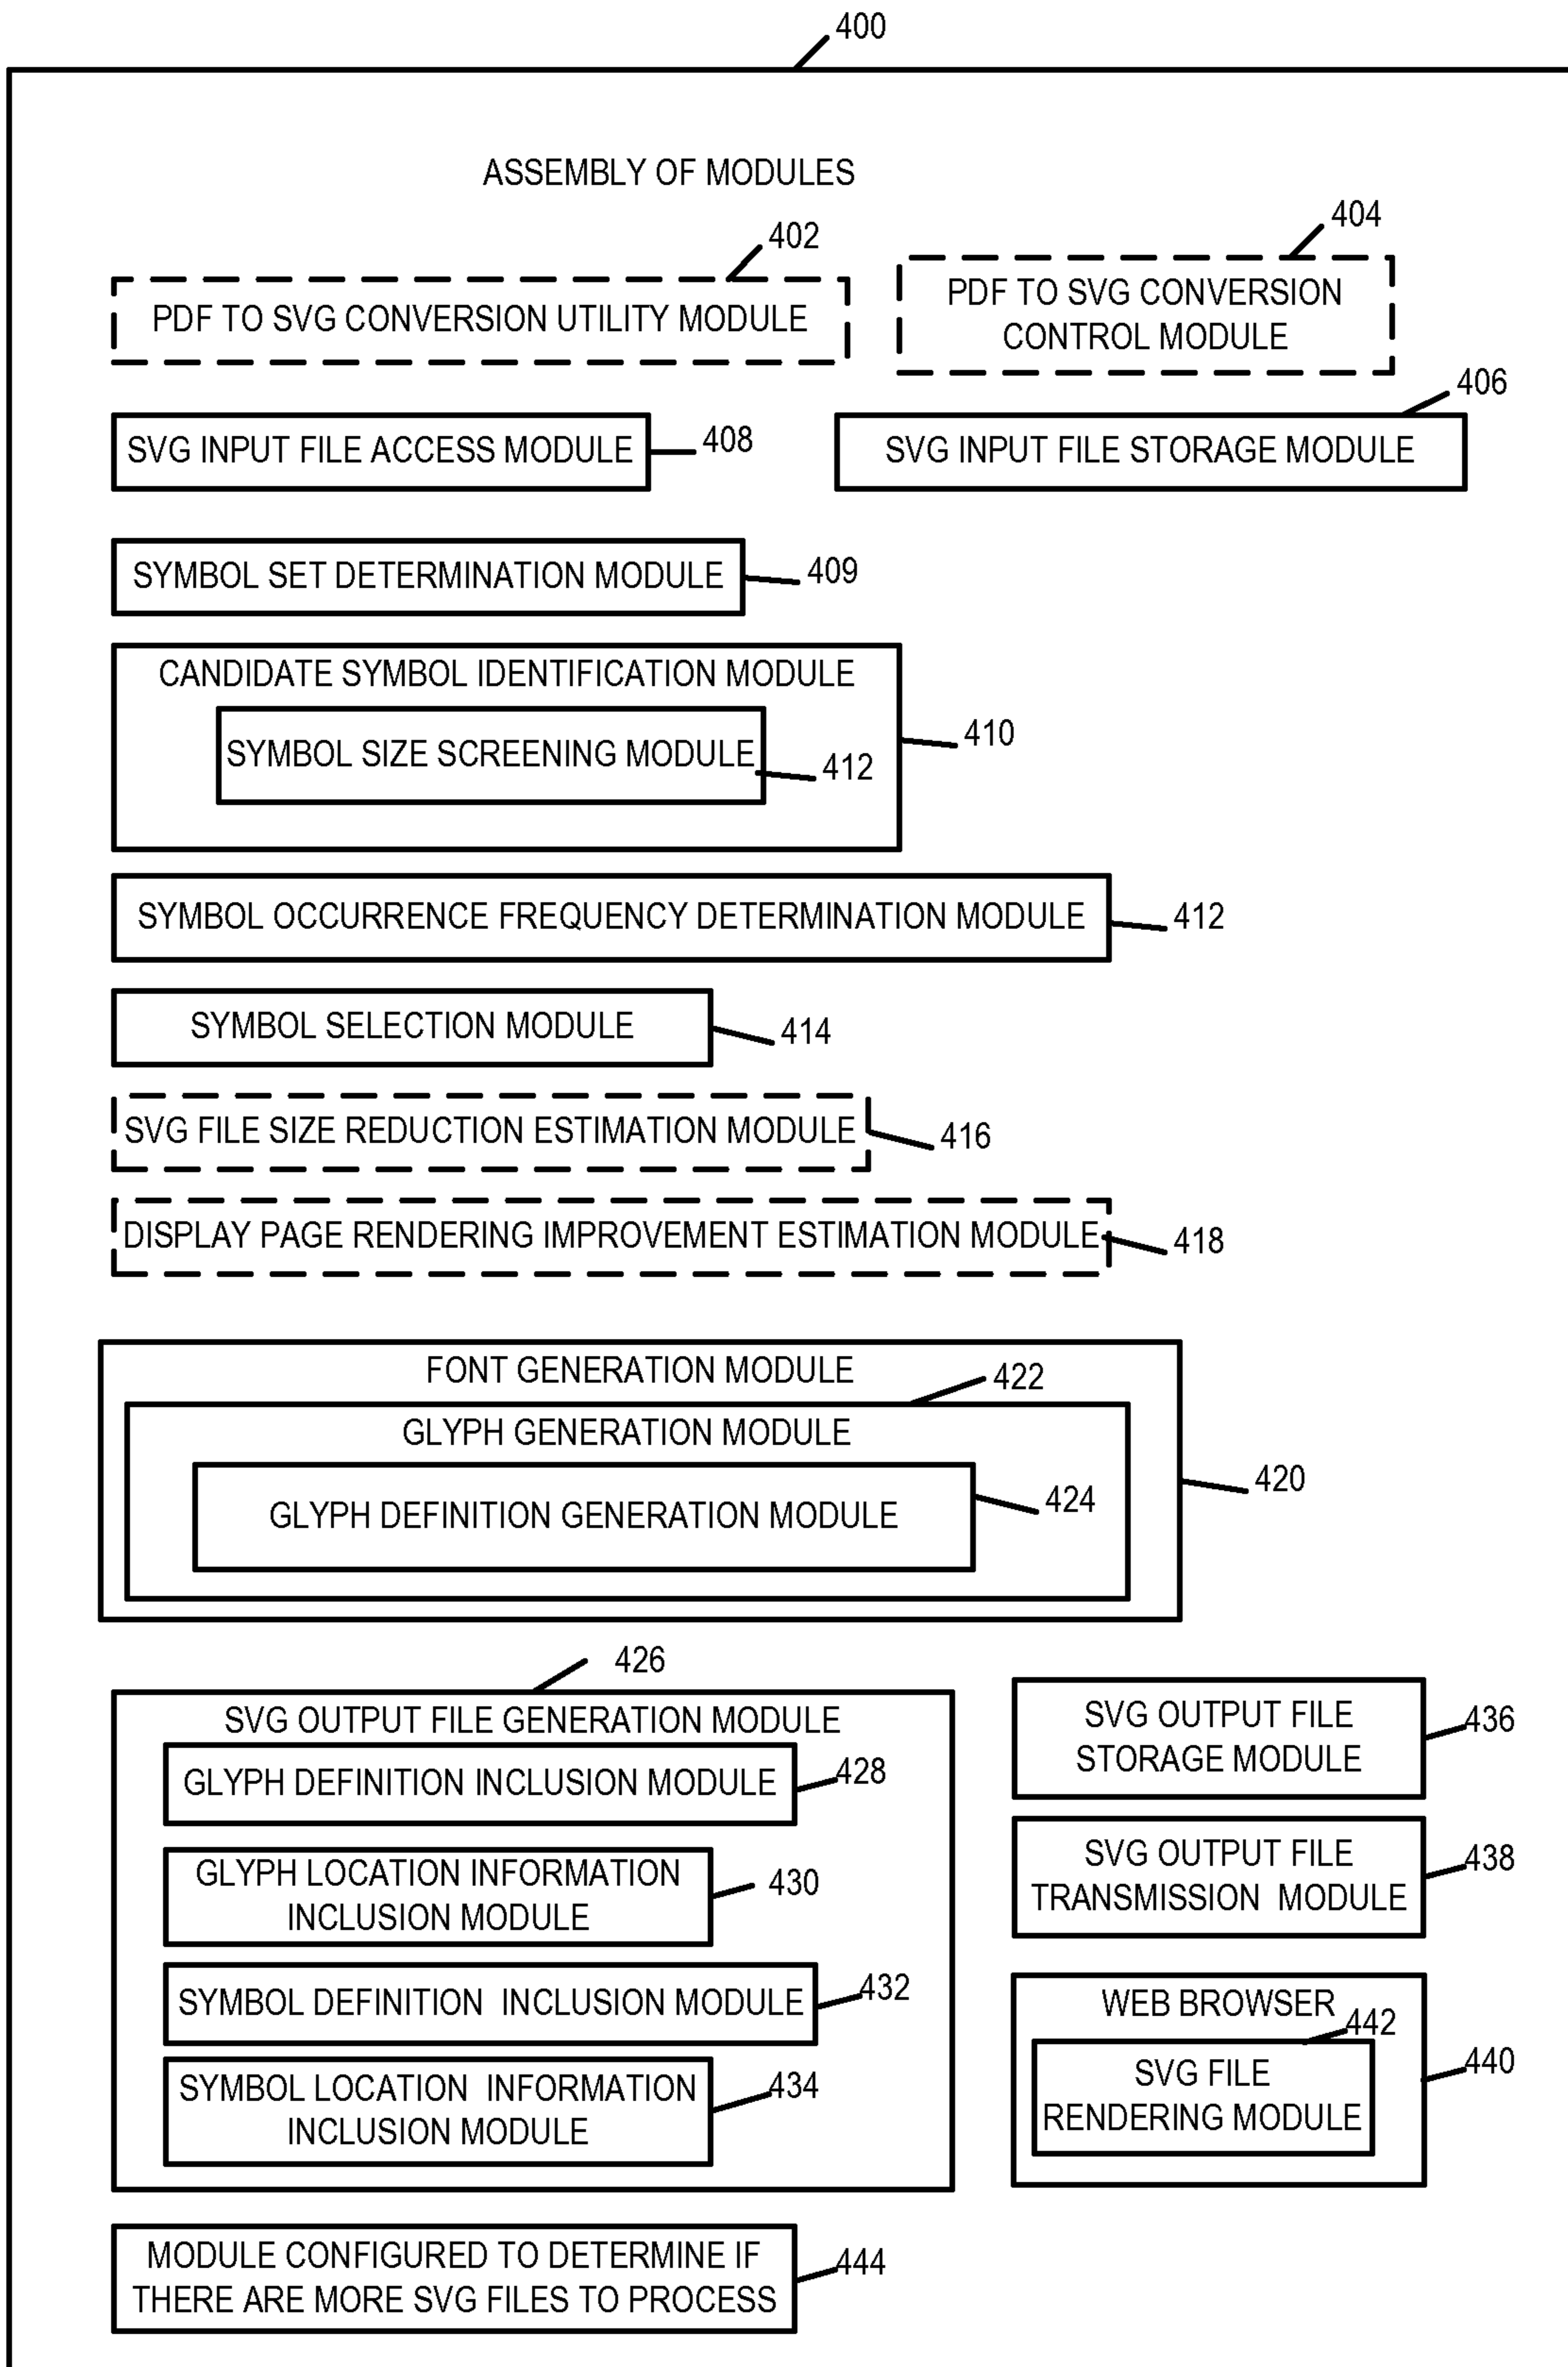 400
ASSEMBLY OF MODULES
402
404
PDF TO SVG CONVERSION UTILITY MODULE
PDF TO SVG CONVERSION
CONTROL MODULE
406
SVG INPUT FILE ACCESS MODULE
408
SVG INPUT FILE STORAGE MODULE
SYMBOL SET DETERMINATION MODULE
409
CANDIDATE SYMBOL IDENTIFICATION MODULE
410
SYMBOL SIZE SCREENING MODULE
412
SYMBOL OCCURRENCE FREQUENCY DETERMINATION MODULE
412
SYMBOL SELECTION MODULE
414
SVG FILE SIZE REDUCTION ESTIMATION MODULE
416
DISPLAY PAGE RENDERING IMPROVEMENT ESTIMATION MODULE
418
FONT GENERATION MODULE
422
GLYPH GENERATION MODULE
420
GLYPH DEFINITION GENERATION MODULE
424
426
SVG OUTPUT FILE GENERATION MODULE
GLYPH DEFINITION INCLUSION MODULE
428
GLYPH LOCATION INFORMATION
INCLUSION MODULE
430
SYMBOL DEFINITION INCLUSION MODULE
432
SYMBOL LOCATION INFORMATION
INCLUSION MODULE
434
SVG OUTPUT FILE
STORAGE MODULE
436
SVG OUTPUT FILE
TRANSMISSION MODULE
438
WEB BROWSER
442
440
SVG FILE
RENDERING MODULE
MODULE CONFIGURED TO DETERMINE IF
THERE ARE MORE SVG FILES TO PROCESS
444